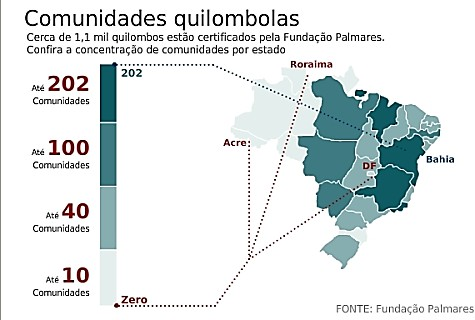 Comunidades quilombolas
Cerca de 1,1 mil quilombos estão certificados pela Fundação Palmares.
Confira a concentração de comunidades por estado
Roraima
202
Até 202
Comunidades
Acre
Até 100
Comunidades
Bahia
DF
Até 40
Comunidades
Até 10
Comunidades
Zero
FONTE: Fundação Palmares